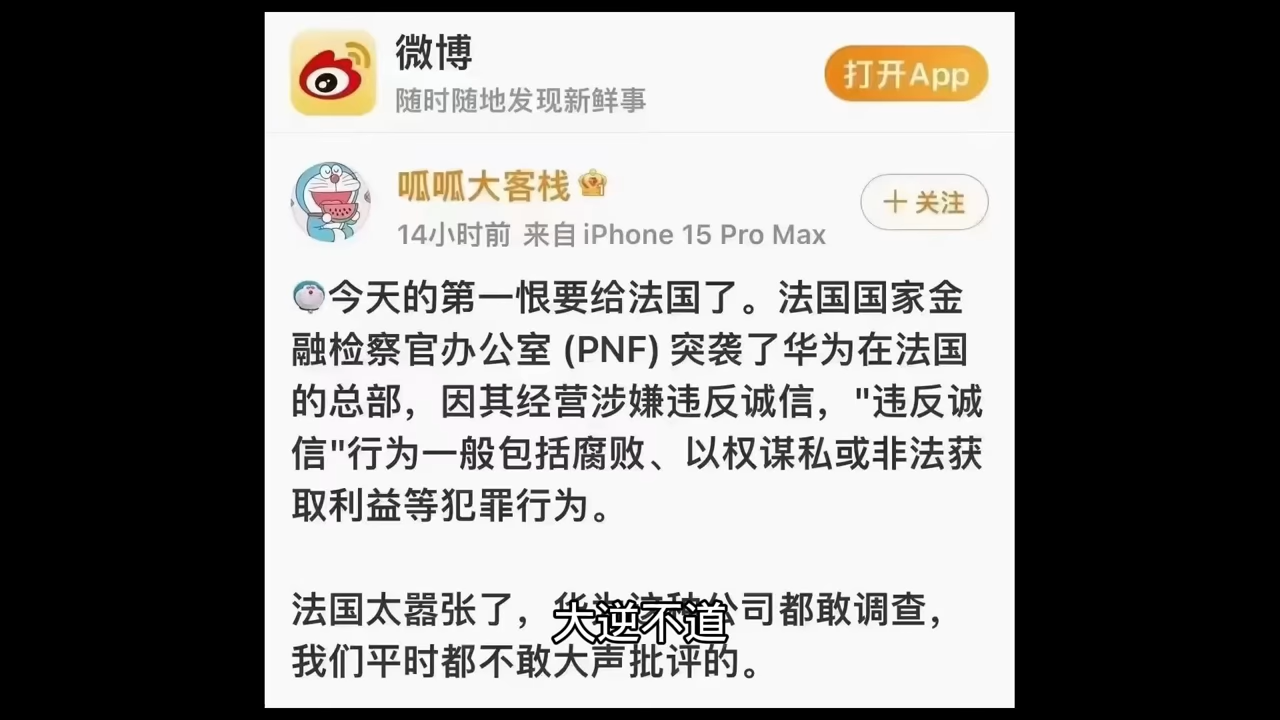 微博
随时随地发现新鲜事
打开App
呱呱大客栈
14小时前 来自 iPhone 15 Pro Max
+ 关注
今天的第一恨要给法国了。法国国家金
融检察官办公室 (PNF) 突袭了华为在法国
的总部，因其经营涉嫌违反诚信，"违反诚
信"行为一般包括腐败、以权谋私或非法获
取利益等犯罪行为。
法国太嚣张了，华为这种公司都敢调查，
大逆不道
我们平时都不敢大声批评的。